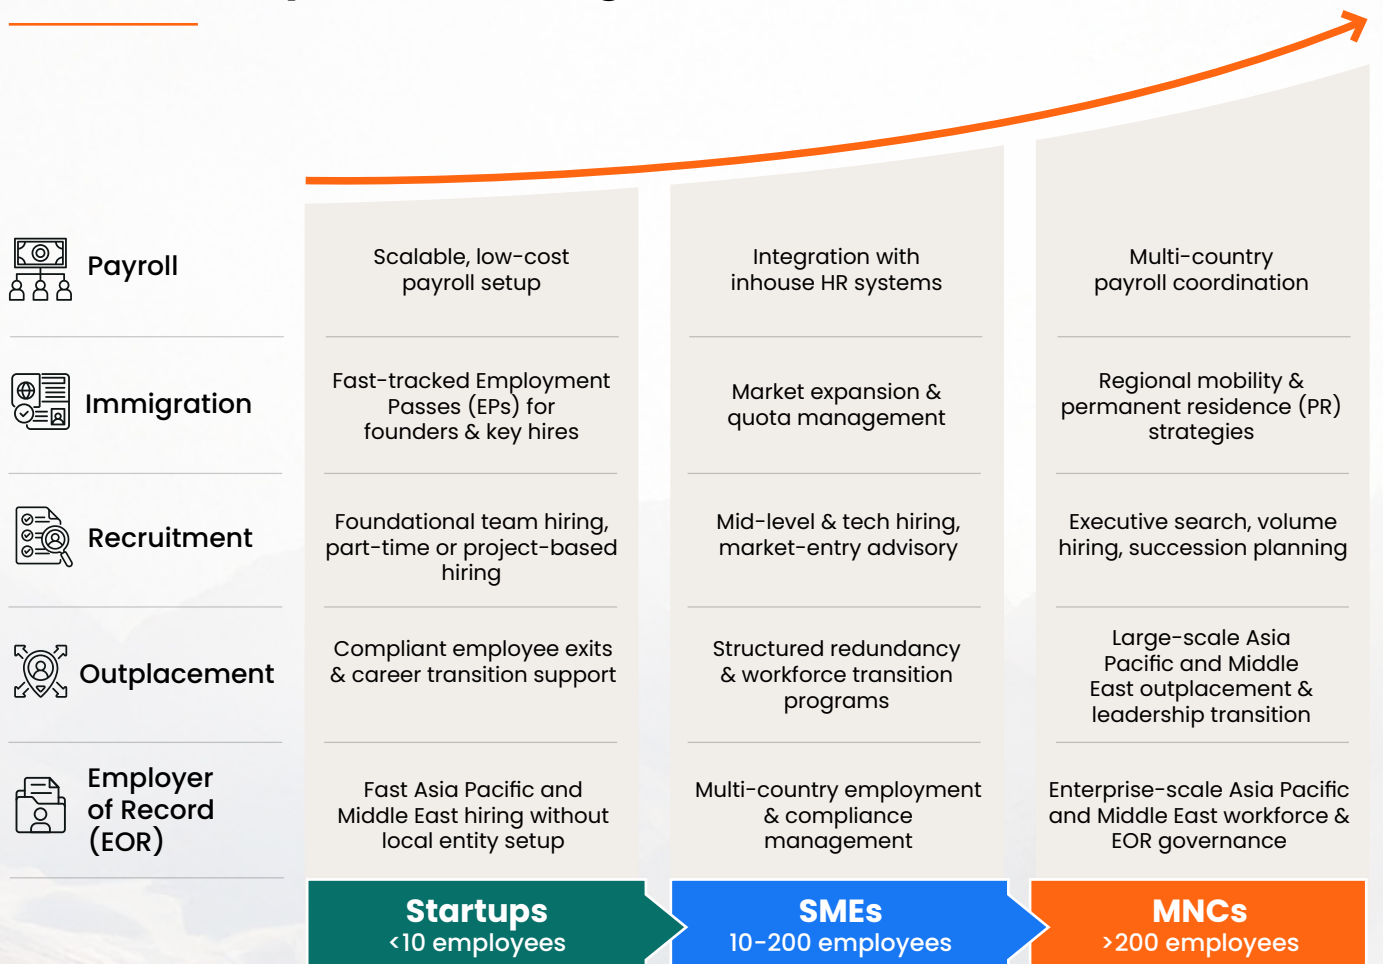 Payroll
Scalable, low-cost
payroll setup
Integration with
inhouse HR systems
Multi-country
payroll coordination
Immigration
Fast-tracked Employment
Passes (EPs) for
founders & key hires
Market expansion &
quota management
Regional mobility &
permanent residence (PR)
strategies
Recruitment
Foundational team hiring,
part-time or project-based
hiring
Mid-level & tech hiring,
market-entry advisory
Executive search, volume
hiring, succession planning
Outplacement
Compliant employee exits
& career transition support
Structured redundancy
& workforce transition
programs
Large-scale Asia
Pacific and Middle
East outplacement &
leadership transition
Employer
of Record
(EOR)
Fast Asia Pacific and
Middle East hiring without
local entity setup
Multi-country employment
& compliance
management
Enterprise-scale Asia Pacific
and Middle East workforce &
EOR governance
Startups
<10 employees
SMEs
10-200 employees
MNCs
>200 employees